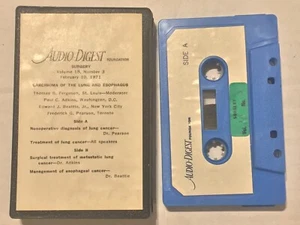 AUDIO-DIGEST FOUNDATION
SURGERY
Volume 18, Number 3
February 10, 1971
CARCINOMA OF THE LUNG AND ESOPHAGUS
Thomas B. Ferguson, St. Louis—Moderator
Paul C. Adkins, Washington, D.C.
Edward J. Beattie, Jr., New York City
Frederick G. Pearson, Toronto
Side A
Nonoperative diagnosis of lung cancer—
Dr. Pearson
Treatment of lung cancer—All speakers
Side B
Surgical treatment of metastatic lung
cancer—Dr. Adkins
Management of esophageal cancer—
Dr. Beattie
SIDE A
AUDIO-DIGEST